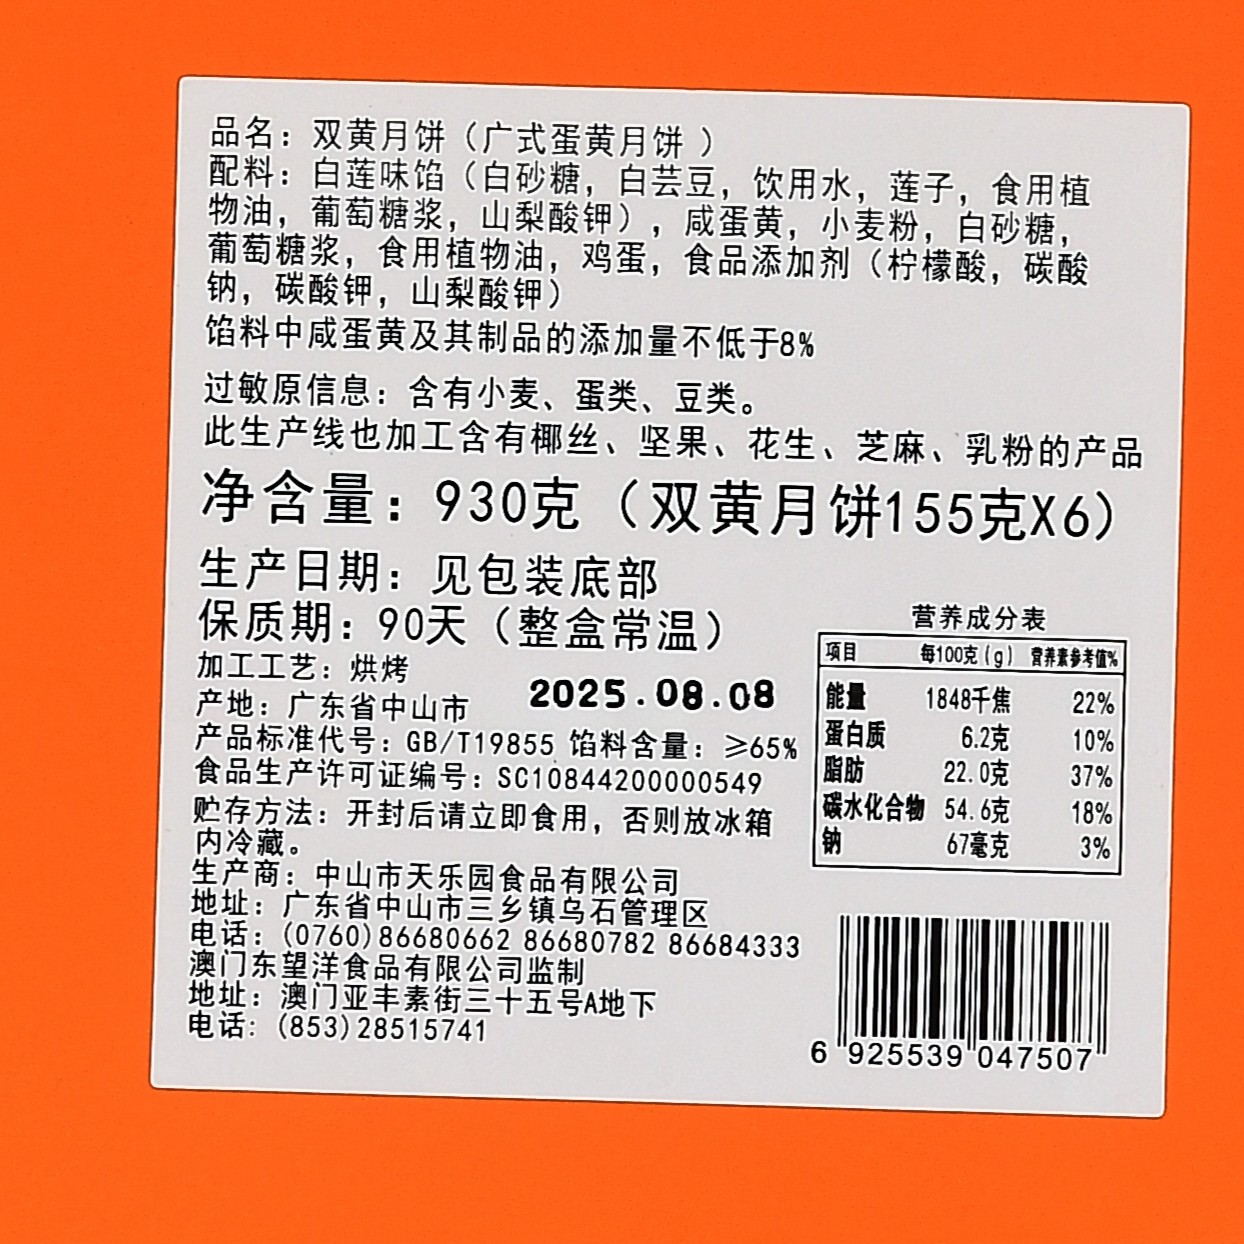 品名：双黄月饼（广式蛋黄月饼 ）
配料：白莲味馅（白砂糖，白芸豆，饮用水，莲子，食用植
物油，葡萄糖浆，山梨酸钾），咸蛋黄，小麦粉，白砂糖，
葡萄糖浆，食用植物油，鸡蛋，食品添加剂（柠檬酸，碳酸
钠，碳酸钾，山梨酸钾）
馅料中咸蛋黄及其制品的添加量不低于8%
过敏原信息：含有小麦、蛋类、豆类。
此生产线也加工含有椰丝、坚果、花生、芝麻、乳粉的产品
净含量：930克（双黄月饼155克X6）
生产日期：见包装底部
保质期：90天（整盒常温）
加工工艺：烘烤
2025.08.08
产地：广东省中山市
产品标准代号：GB/T19855 馅料含量：≥65%
食品生产许可证编号：SC10844200000549
贮存方法：开封后请立即食用，否则放冰箱
内冷藏。
生产商：中山市天乐园食品有限公司
地址：广东省中山市三乡镇乌石管理区
电话：(0760)86680662 86680782 86684333
澳门东望洋食品有限公司监制
地址：澳门亚丰素街三十五号A地下
电话：(853)28515741
营养成分表
项目 每100克(g) 营养素参考值%
能量 1848千焦 22%
蛋白质 6.2克 10%
脂肪 22.0克 37%
碳水化合物 54.6克 18%
钠 67毫克 3%
6 925539 047507